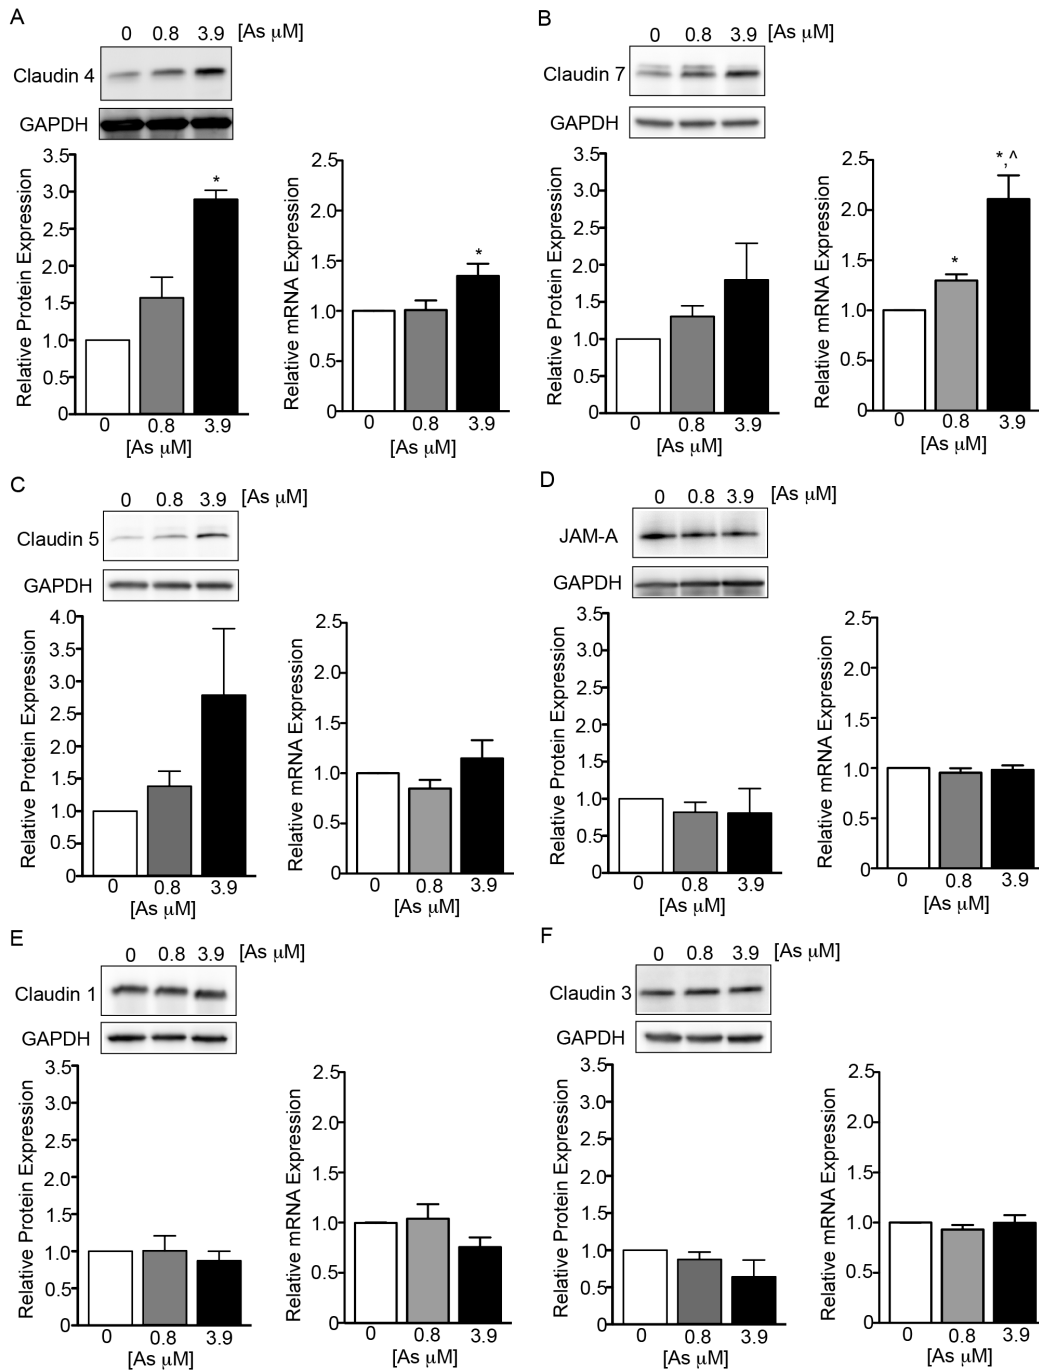 A
0 0.8 3.9 [As μM]
Claudin 4
GAPDH
Relative Protein Expression
3.5
3.0
2.5
2.0
1.5
1.0
0.5
0
*
0 0.8 3.9
[As μM]
Relative mRNA Expression
2.5
2.0
1.5
1.0
0.5
0
*
0 0.8 3.9
[As μM]
B
0 0.8 3.9 [As μM]
Claudin 7
GAPDH
Relative Protein Expression
3.5
3.0
2.5
2.0
1.5
1.0
0.5
0
0 0.8 3.9
[As μM]
Relative mRNA Expression
2.5
2.0
1.5
1.0
0.5
0
*
*,^
0 0.8 3.9
[As μM]
C
0 0.8 3.9 [As μM]
Claudin 5
GAPDH
Relative Protein Expression
4.0
3.5
3.0
2.5
2.0
1.5
1.0
0.5
0
0 0.8 3.9
[As μM]
Relative mRNA Expression
2.5
2.0
1.5
1.0
0.5
0
0 0.8 3.9
[As μM]
D
0 0.8 3.9 [As μM]
JAM-A
GAPDH
Relative Protein Expression
3.5
3.0
2.5
2.0
1.5
1.0
0.5
0
0 0.8 3.9
[As μM]
Relative mRNA Expression
2.5
2.0
1.5
1.0
0.5
0
0 0.8 3.9
[As μM]
E
0 0.8 3.9 [As μM]
Claudin 1
GAPDH
Relative Protein Expression
3.5
3.0
2.5
2.0
1.5
1.0
0.5
0
0 0.8 3.9
[As μM]
Relative mRNA Expression
2.5
2.0
1.5
1.0
0.5
0
0 0.8 3.9
[As μM]
F
0 0.8 3.9 [As μM]
Claudin 3
GAPDH
Relative Protein Expression
3.5
3.0
2.5
2.0
1.5
1.0
0.5
0
0 0.8 3.9
[As μM]
Relative mRNA Expression
2.5
2.0
1.5
1.0
0.5
0
0 0.8 3.9
[As μM]